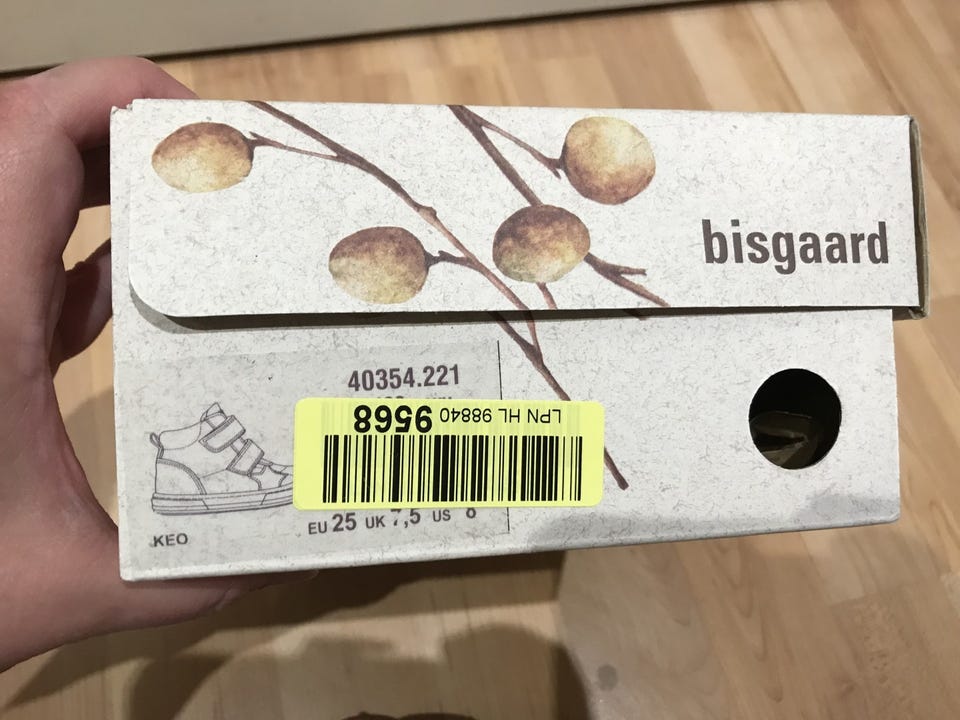 bisgaard
40354.221
LPN HL 98840 9568
EU 25 UK 7,5 US 8
KEO